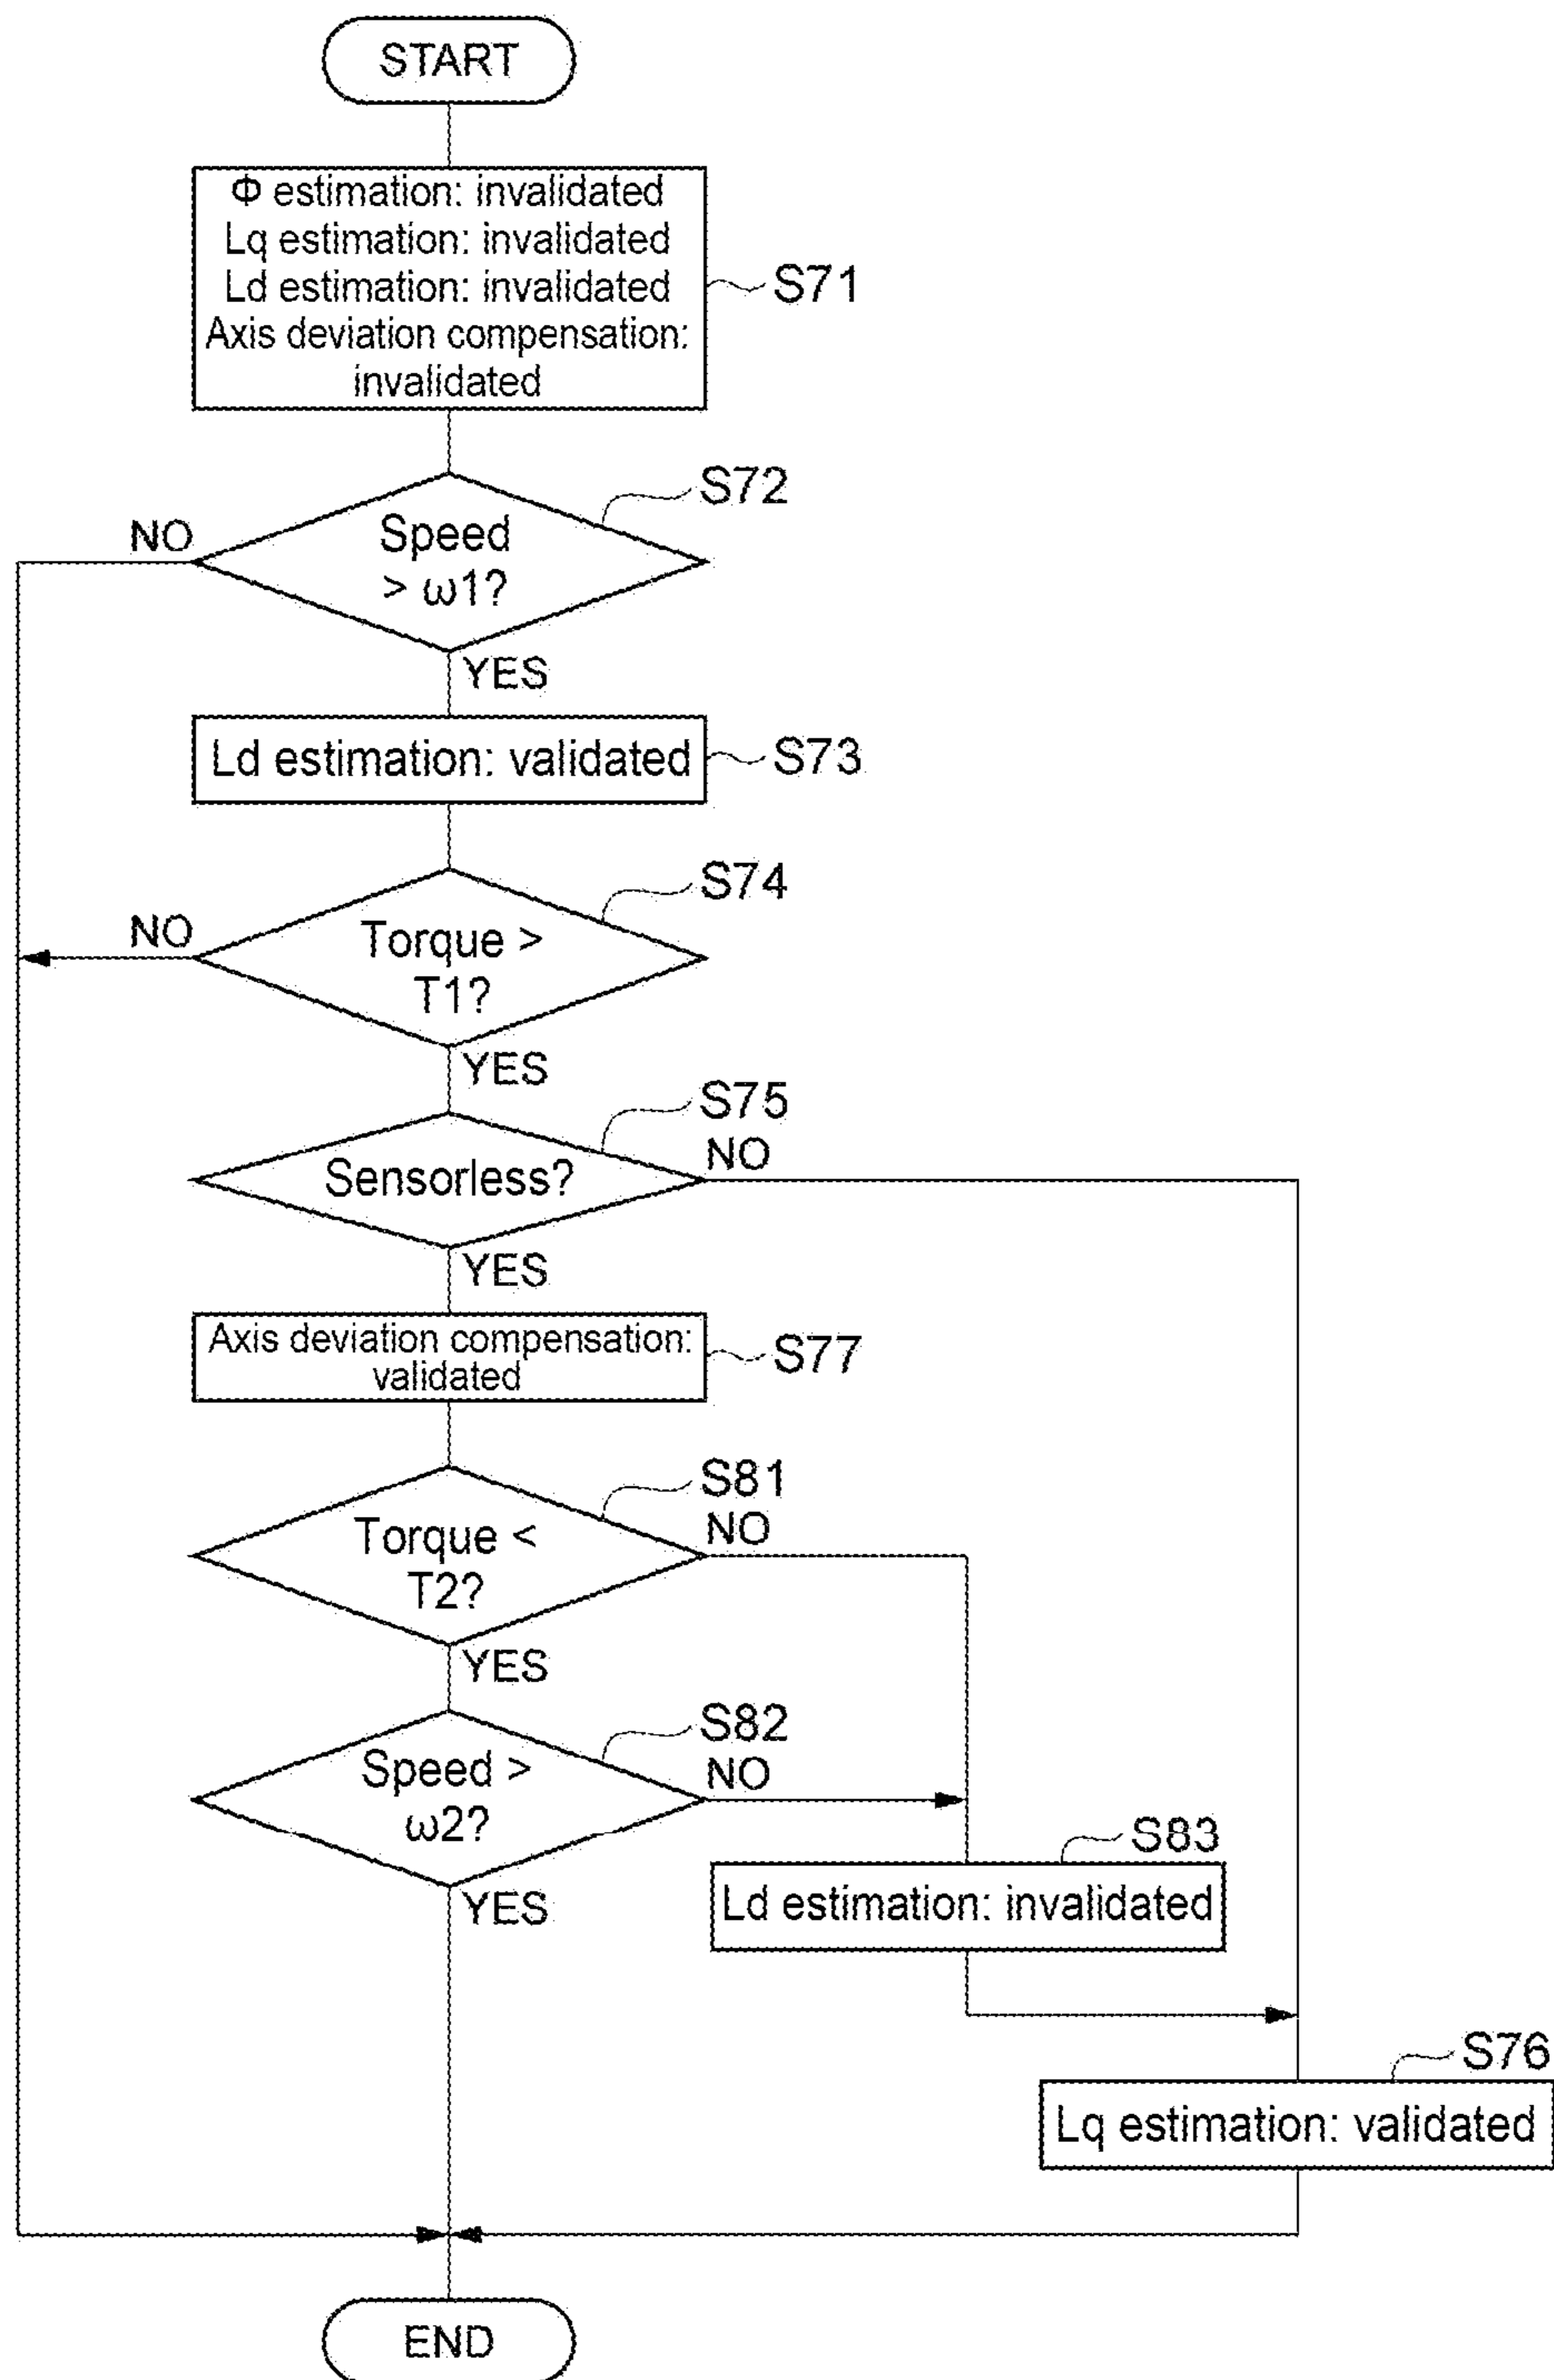 START
Φ estimation: invalidated
Lq estimation: invalidated
Ld estimation: invalidated
Axis deviation compensation:
invalidated
S71
S72
NO
Speed
> ω1?
YES
Ld estimation: validated
S73
S74
NO
Torque >
T1?
YES
S75
NO
Sensorless?
YES
Axis deviation compensation:
validated
S77
S81
NO
Torque <
T2?
YES
S82
NO
Speed >
ω2?
YES
S83
Ld estimation: invalidated
S76
Lq estimation: validated
END